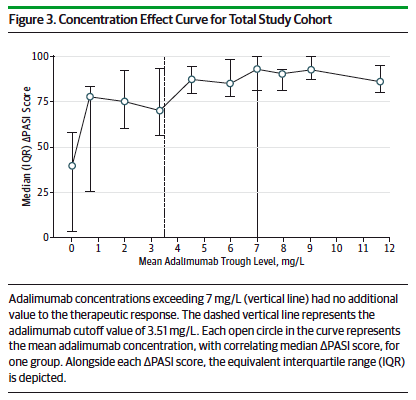 Figure 3. Concentration Effect Curve for Total Study Cohort
100
75
50
25
0
Median (IQR) ΔPASI Score
0 1 2 3 4 5 6 7 8 9 10 11 12
Mean Adalimumab Trough Level, mg/L
Adalimumab concentrations exceeding 7 mg/L (vertical line) had no additional
value to the therapeutic response. The dashed vertical line represents the
adalimumab cutoff value of 3.51 mg/L. Each open circle in the curve represents
the mean adalimumab concentration, with correlating median ΔPASI score, for
one group. Alongside each ΔPASI score, the equivalent interquartile range (IQR)
is depicted.